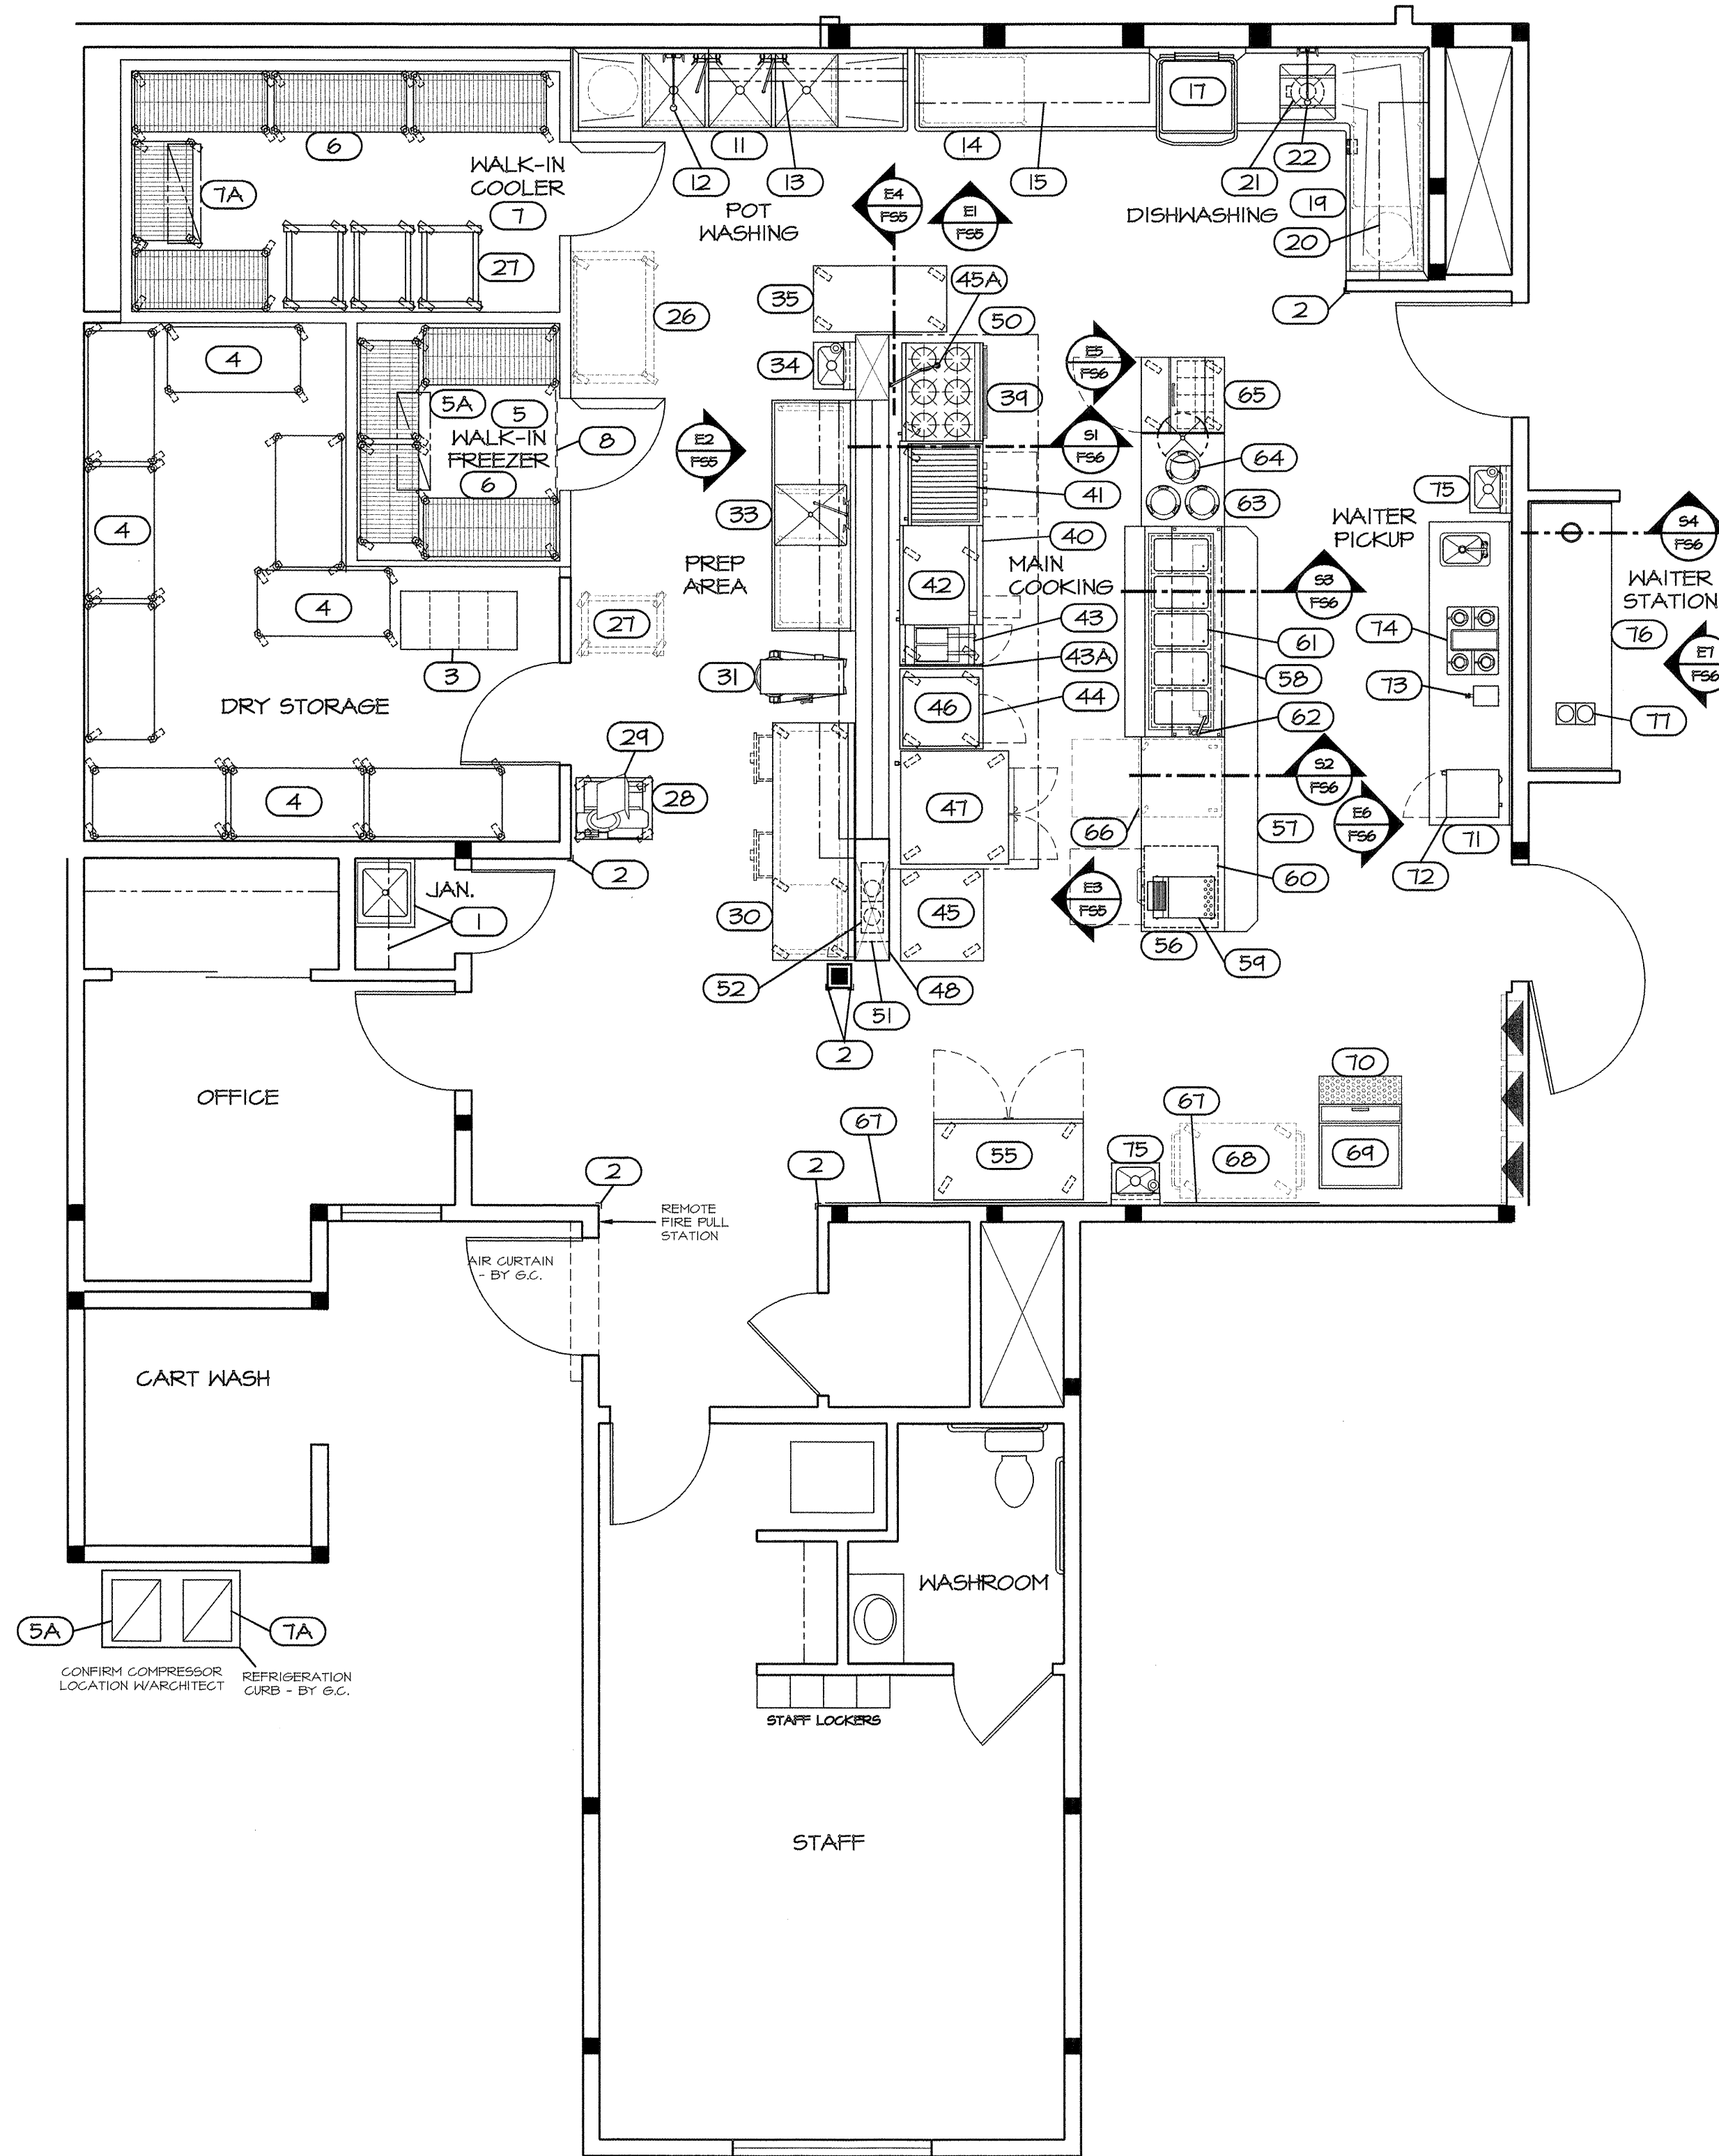 17
6
11
14
12
13
15
21
22
WALK-IN
COOLER
7
7A
27
E4
FS5
E1
FS5
POT
WASHING
DISHWASHING
19
20
26
35
45A
50
2
4
34
39
E5
FS6
65
5A
5
WALK-IN
FREEZER
6
8
E2
FS5
S1
FS6
64
41
63
75
4
33
40
WAITER
PICKUP
S4
FS6
PREP
AREA
42
MAIN
COOKING
S3
FS6
WAITER
STATION
4
27
43
61
74
76
3
31
43A
58
E7
FS6
DRY STORAGE
46
44
62
73
77
29
28
4
47
S2
FS6
66
57
E6
FS6
71
2
72
JAN.
1
30
45
E3
FS5
60
56
59
52
48
51
2
OFFICE
70
67
67
55
75
68
69
2
2
REMOTE
FIRE PULL
STATION
AIR CURTAIN
- BY G.C.
CART WASH
WASHROOM
5A
7A
CONFIRM COMPRESSOR
LOCATION W/ARCHITECT
REFRIGERATION
CURB - BY G.C.
STAFF LOCKERS
STAFF